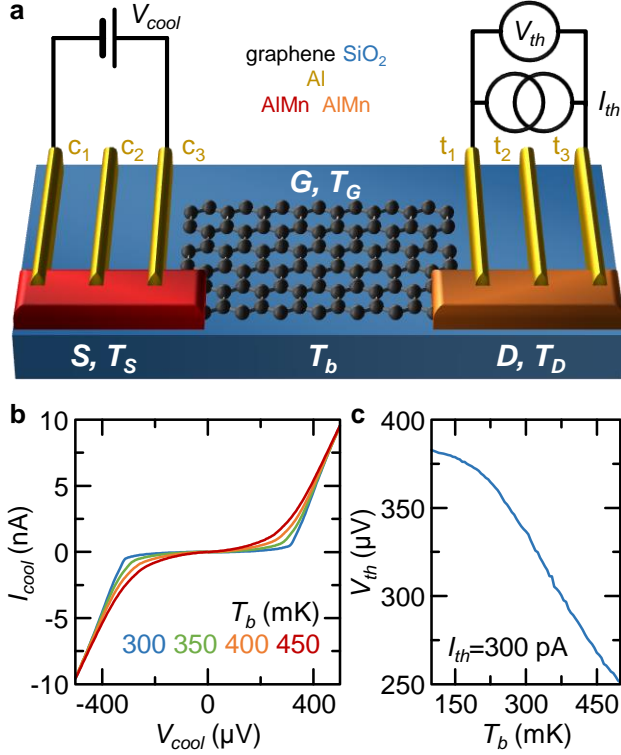 a
V_cool
graphene SiO₂
Al
AlMn AlMn
V_th
I_th
c₁ c₂ c₃
t₁ t₂ t₃
G, T_G
S, T_S
T_b
D, T_D
b
10
5
0
-5
-10
I_cool (nA)
-400 0 400
V_cool (µV)
T_b (mK)
300 350 400 450
c
400
350
300
250
V_th (µV)
I_th=300 pA
150 300 450
T_b (mK)